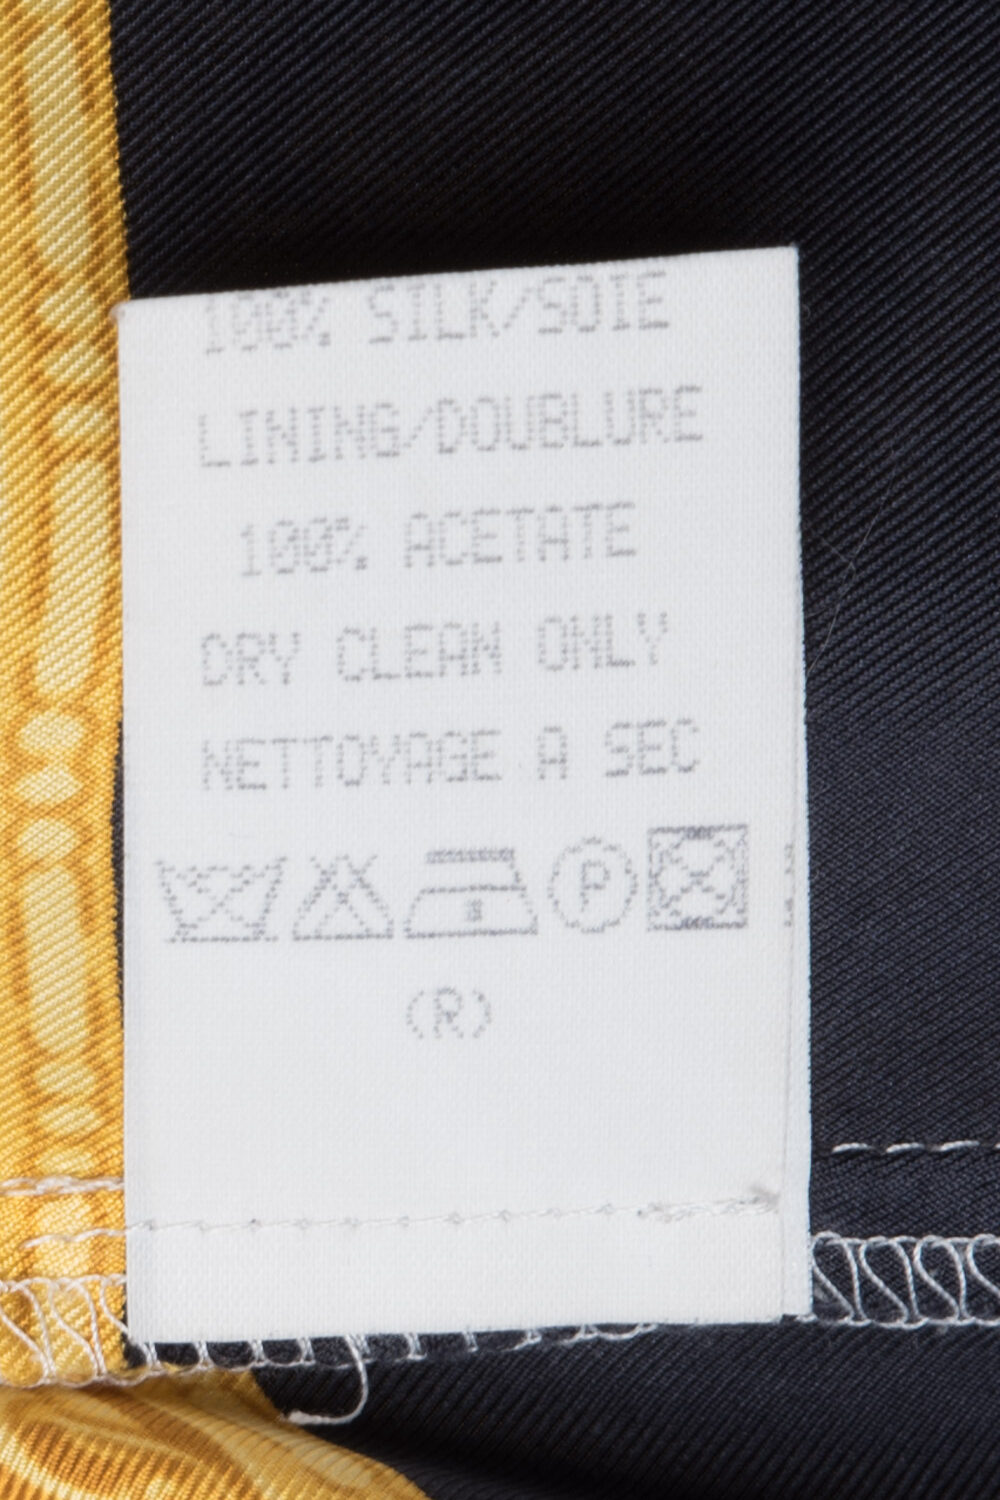 100% SILK/SOIE
LINING/DOUBLURE
100% ACETATE
DRY CLEAN ONLY
NETTOYAGE A SEC
P
(R)